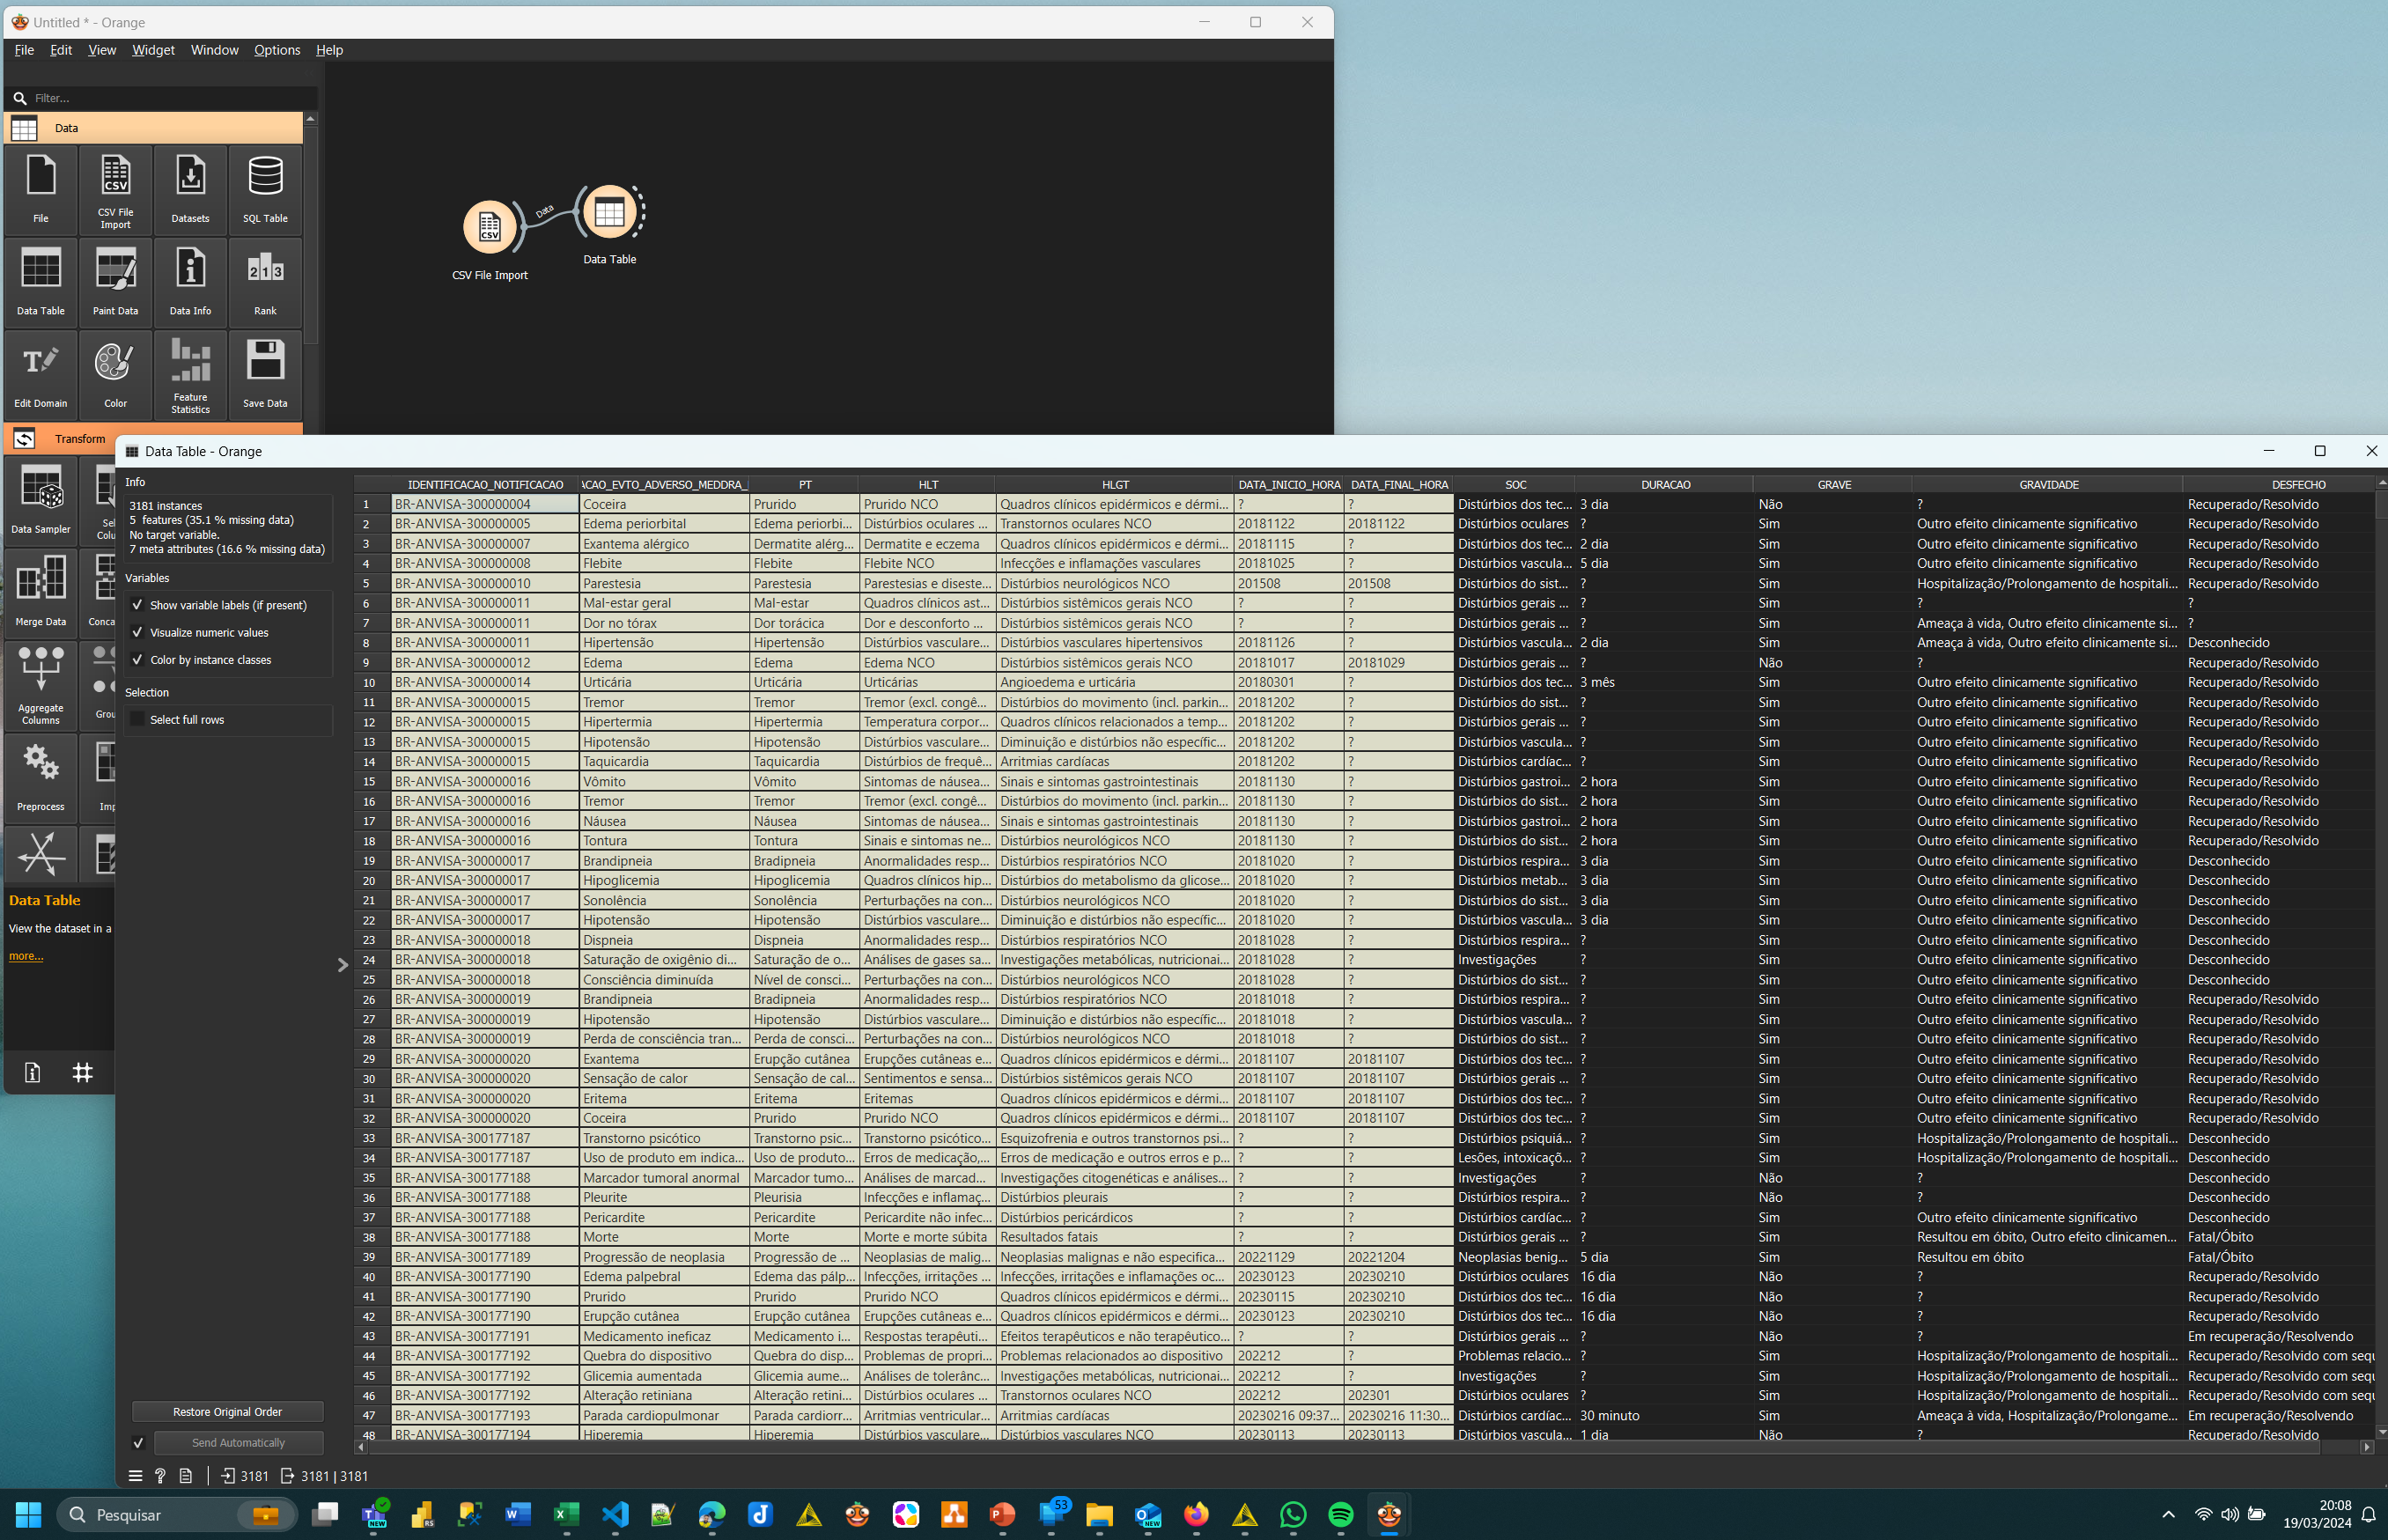 Untitled * - Orange
File Edit View Widget Window Options Help
Filter...
Data
File CSV File Import Datasets SQL Table
Data Table Paint Data Data Info Rank
Edit Domain Color Feature Statistics Save Data
Transform
Data Sampler
Merge Data
Aggregate Columns
Preprocess
Data Table
View the dataset in a
more...
CSV File Import
Data
Data Table
Data Table - Orange
Info
3181 instances
5 features (35.1 % missing data)
No target variable.
7 meta attributes (16.6 % missing data)
Variables
Show variable labels (if present)
Visualize numeric values
Color by instance classes
Selection
Select full rows
Restore Original Order
Send Automatically
3181 3181 | 3181
IDENTIFICACAO_NOTIFICACAO ACAO_EVTO_ADVERSO_MEDDRA_ PT HLT HLGT DATA_INICIO_HORA DATA_FINAL_HORA SOC DURACAO GRAVE GRAVIDADE DESFECHO
1 BR-ANVISA-300000004 Coceira Prurido Prurido NCO Quadros clínicos epidérmicos e dérmi... ? ? Distúrbios dos tec... 3 dia Não ? Recuperado/Resolvido
2 BR-ANVISA-300000005 Edema periorbital Edema periorbi... Distúrbios oculares ... Transtornos oculares NCO 20181122 20181122 Distúrbios oculares ? Sim Outro efeito clinicamente significativo Recuperado/Resolvido
3 BR-ANVISA-300000007 Exantema alérgico Dermatite alérg... Dermatite e eczema Quadros clínicos epidérmicos e dérmi... 20181115 ? Distúrbios dos tec... 2 dia Sim Outro efeito clinicamente significativo Recuperado/Resolvido
4 BR-ANVISA-300000008 Flebite Flebite Flebite NCO Infecções e inflamações vasculares 20181025 ? Distúrbios vascula... 5 dia Sim Outro efeito clinicamente significativo Recuperado/Resolvido
5 BR-ANVISA-300000010 Parestesia Parestesia Parestesias e diseste... Distúrbios neurológicos NCO 201508 201508 Distúrbios do sist... ? Sim Hospitalização/Prolongamento de hospitali... Recuperado/Resolvido
6 BR-ANVISA-300000011 Mal-estar geral Mal-estar Quadros clínicos ast... Distúrbios sistêmicos gerais NCO ? ? Distúrbios gerais ... ? Sim ? ?
7 BR-ANVISA-300000011 Dor no tórax Dor torácica Dor e desconforto ... Distúrbios sistêmicos gerais NCO ? ? Distúrbios gerais ... ? Sim Ameaça à vida, Outro efeito clinicamente si... ?
8 BR-ANVISA-300000011 Hipertensão Hipertensão Distúrbios vasculare... Distúrbios vasculares hipertensivos 20181126 ? Distúrbios vascula... 2 dia Sim Ameaça à vida, Outro efeito clinicamente si... Desconhecido
9 BR-ANVISA-300000012 Edema Edema Edema NCO Distúrbios sistêmicos gerais NCO 20181017 20181029 Distúrbios gerais ... ? Não ? Recuperado/Resolvido
10 BR-ANVISA-300000014 Urticária Urticária Urticárias Angioedema e urticária 20180301 ? Distúrbios dos tec... 3 mês Sim Outro efeito clinicamente significativo Recuperado/Resolvido
11 BR-ANVISA-300000015 Tremor Tremor Tremor (excl. congê... Distúrbios do movimento (incl. parkin... 20181202 ? Distúrbios do sist... ? Sim Outro efeito clinicamente significativo Recuperado/Resolvido
12 BR-ANVISA-300000015 Hipertermia Hipertermia Temperatura corpor... Quadros clínicos relacionados a temp... 20181202 ? Distúrbios gerais ... ? Sim Outro efeito clinicamente significativo Recuperado/Resolvido
13 BR-ANVISA-300000015 Hipotensão Hipotensão Distúrbios vasculare... Diminuição e distúrbios não específic... 20181202 ? Distúrbios vascula... ? Sim Outro efeito clinicamente significativo Recuperado/Resolvido
14 BR-ANVISA-300000015 Taquicardia Taquicardia Distúrbios de frequê... Arritmias cardíacas 20181202 ? Distúrbios cardíac... ? Sim Outro efeito clinicamente significativo Recuperado/Resolvido
15 BR-ANVISA-300000016 Vômito Vômito Sintomas de náusea... Sinais e sintomas gastrointestinais 20181130 ? Distúrbios gastroi... 2 hora Sim Outro efeito clinicamente significativo Recuperado/Resolvido
16 BR-ANVISA-300000016 Tremor Tremor Tremor (excl. congê... Distúrbios do movimento (incl. parkin... 20181130 ? Distúrbios do sist... 2 hora Sim Outro efeito clinicamente significativo Recuperado/Resolvido
17 BR-ANVISA-300000016 Náusea Náusea Sintomas de náusea... Sinais e sintomas gastrointestinais 20181130 ? Distúrbios gastroi... 2 hora Sim Outro efeito clinicamente significativo Recuperado/Resolvido
18 BR-ANVISA-300000016 Tontura Tontura Sinais e sintomas ne... Distúrbios neurológicos NCO 20181130 ? Distúrbios do sist... 2 hora Sim Outro efeito clinicamente significativo Recuperado/Resolvido
19 BR-ANVISA-300000017 Brandipneia Bradipneia Anormalidades resp... Distúrbios respiratórios NCO 20181020 ? Distúrbios respira... 3 dia Sim Outro efeito clinicamente significativo Desconhecido
20 BR-ANVISA-300000017 Hipoglicemia Hipoglicemia Quadros clínicos hip... Distúrbios do metabolismo da glicose... 20181020 ? Distúrbios metab... 3 dia Sim Outro efeito clinicamente significativo Desconhecido
21 BR-ANVISA-300000017 Sonolência Sonolência Perturbações na con... Distúrbios neurológicos NCO 20181020 ? Distúrbios do sist... 3 dia Sim Outro efeito clinicamente significativo Desconhecido
22 BR-ANVISA-300000017 Hipotensão Hipotensão Distúrbios vasculare... Diminuição e distúrbios não específic... 20181020 ? Distúrbios vascula... 3 dia Sim Outro efeito clinicamente significativo Desconhecido
23 BR-ANVISA-300000018 Dispneia Dispneia Anormalidades resp... Distúrbios respiratórios NCO 20181028 ? Distúrbios respira... ? Sim Outro efeito clinicamente significativo Desconhecido
24 BR-ANVISA-300000018 Saturação de oxigênio di... Saturação de o... Análises de gases sa... Investigações metabólicas, nutricionai... 20181028 ? Investigações ? Sim Outro efeito clinicamente significativo Desconhecido
25 BR-ANVISA-300000018 Consciência diminuída Nível de consci... Perturbações na con... Distúrbios neurológicos NCO 20181028 ? Distúrbios do sist... ? Sim Outro efeito clinicamente significativo Desconhecido
26 BR-ANVISA-300000019 Brandipneia Bradipneia Anormalidades resp... Distúrbios respiratórios NCO 20181018 ? Distúrbios respira... ? Sim Outro efeito clinicamente significativo Recuperado/Resolvido
27 BR-ANVISA-300000019 Hipotensão Hipotensão Distúrbios vasculare... Diminuição e distúrbios não específic... 20181018 ? Distúrbios vascula... ? Sim Outro efeito clinicamente significativo Recuperado/Resolvido
28 BR-ANVISA-300000019 Perda de consciência tran... Perda de consci... Perturbações na con... Distúrbios neurológicos NCO 20181018 ? Distúrbios do sist... ? Sim Outro efeito clinicamente significativo Recuperado/Resolvido
29 BR-ANVISA-300000020 Exantema Erupção cutânea Erupções cutâneas e... Quadros clínicos epidérmicos e dérmi... 20181107 20181107 Distúrbios dos tec... ? Sim Outro efeito clinicamente significativo Recuperado/Resolvido
30 BR-ANVISA-300000020 Sensação de calor Sensação de cal... Sentimentos e sensa... Distúrbios sistêmicos gerais NCO 20181107 20181107 Distúrbios gerais ... ? Sim Outro efeito clinicamente significativo Recuperado/Resolvido
31 BR-ANVISA-300000020 Eritema Eritema Eritemas Quadros clínicos epidérmicos e dérmi... 20181107 20181107 Distúrbios dos tec... ? Sim Outro efeito clinicamente significativo Recuperado/Resolvido
32 BR-ANVISA-300000020 Coceira Prurido Prurido NCO Quadros clínicos epidérmicos e dérmi... 20181107 20181107 Distúrbios dos tec... ? Sim Outro efeito clinicamente significativo Recuperado/Resolvido
33 BR-ANVISA-300177187 Transtorno psicótico Transtorno psic... Transtorno psicótico... Esquizofrenia e outros transtornos psi... ? ? Distúrbios psiquiá... ? Sim Hospitalização/Prolongamento de hospitali... Desconhecido
34 BR-ANVISA-300177187 Uso de produto em indica... Uso de produto... Erros de medicação,... Erros de medicação e outros erros e p... ? ? Lesões, intoxicaçõ... ? Sim Hospitalização/Prolongamento de hospitali... Desconhecido
35 BR-ANVISA-300177188 Marcador tumoral anormal Marcador tumo... Análises de marcad... Investigações citogenéticas e análises... ? ? Investigações ? Não ? Desconhecido
36 BR-ANVISA-300177188 Pleurite Pleurisia Infecções e inflamaç... Distúrbios pleurais ? ? Distúrbios respira... ? Não ? Desconhecido
37 BR-ANVISA-300177188 Pericardite Pericardite Pericardite não infec... Distúrbios pericárdicos ? ? Distúrbios cardíac... ? Sim Outro efeito clinicamente significativo Desconhecido
38 BR-ANVISA-300177188 Morte Morte Morte e morte súbita Resultados fatais ? ? Distúrbios gerais ... ? Sim Resultou em óbito, Outro efeito clinicamen... Fatal/Óbito
39 BR-ANVISA-300177189 Progressão de neoplasia Progressão de ... Neoplasias de malig... Neoplasias malignas e não especifica... 20221129 20221204 Neoplasias benig... 5 dia Sim Resultou em óbito Fatal/Óbito
40 BR-ANVISA-300177190 Edema palpebral Edema das pálp... Infecções, irritações ... Infecções, irritações e inflamações oc... 20230123 20230210 Distúrbios oculares 16 dia Não ? Recuperado/Resolvido
41 BR-ANVISA-300177190 Prurido Prurido Prurido NCO Quadros clínicos epidérmicos e dérmi... 20230115 20230210 Distúrbios dos tec... 16 dia Não ? Recuperado/Resolvido
42 BR-ANVISA-300177190 Erupção cutânea Erupção cutânea Erupções cutâneas e... Quadros clínicos epidérmicos e dérmi... 20230123 20230210 Distúrbios dos tec... 16 dia Não ? Recuperado/Resolvido
43 BR-ANVISA-300177191 Medicamento ineficaz Medicamento i... Respostas terapêuti... Efeitos terapêuticos e não terapêutico... ? ? Distúrbios gerais ... ? Não ? Em recuperação/Resolvendo
44 BR-ANVISA-300177192 Quebra do dispositivo Quebra do disp... Problemas de propri... Problemas relacionados ao dispositivo 202212 ? Problemas relacio... ? Sim Hospitalização/Prolongamento de hospitali... Recuperado/Resolvido com sequ
45 BR-ANVISA-300177192 Glicemia aumentada Glicemia aume... Análises de tolerânc... Investigações metabólicas, nutricionai... 202212 ? Investigações ? Sim Hospitalização/Prolongamento de hospitali... Recuperado/Resolvido com sequ
46 BR-ANVISA-300177192 Alteração retiniana Alteração retini... Distúrbios oculares ... Transtornos oculares NCO 202212 202301 Distúrbios oculares ? Sim Hospitalização/Prolongamento de hospitali... Recuperado/Resolvido com sequ
47 BR-ANVISA-300177193 Parada cardiopulmonar Parada cardiorr... Arritmias ventricular... Arritmias cardíacas 20230216 09:37... 20230216 11:30... Distúrbios cardíac... 30 minuto Sim Ameaça à vida, Hospitalização/Prolongame... Em recuperação/Resolvendo
48 BR-ANVISA-300177194 Hiperemia Hiperemia Distúrbios vasculare... Distúrbios vasculares NCO 20230113 20230113 Distúrbios vascula... 1 dia Não ? Recuperado/Resolvido
Pesquisar
53
20:08
19/03/2024